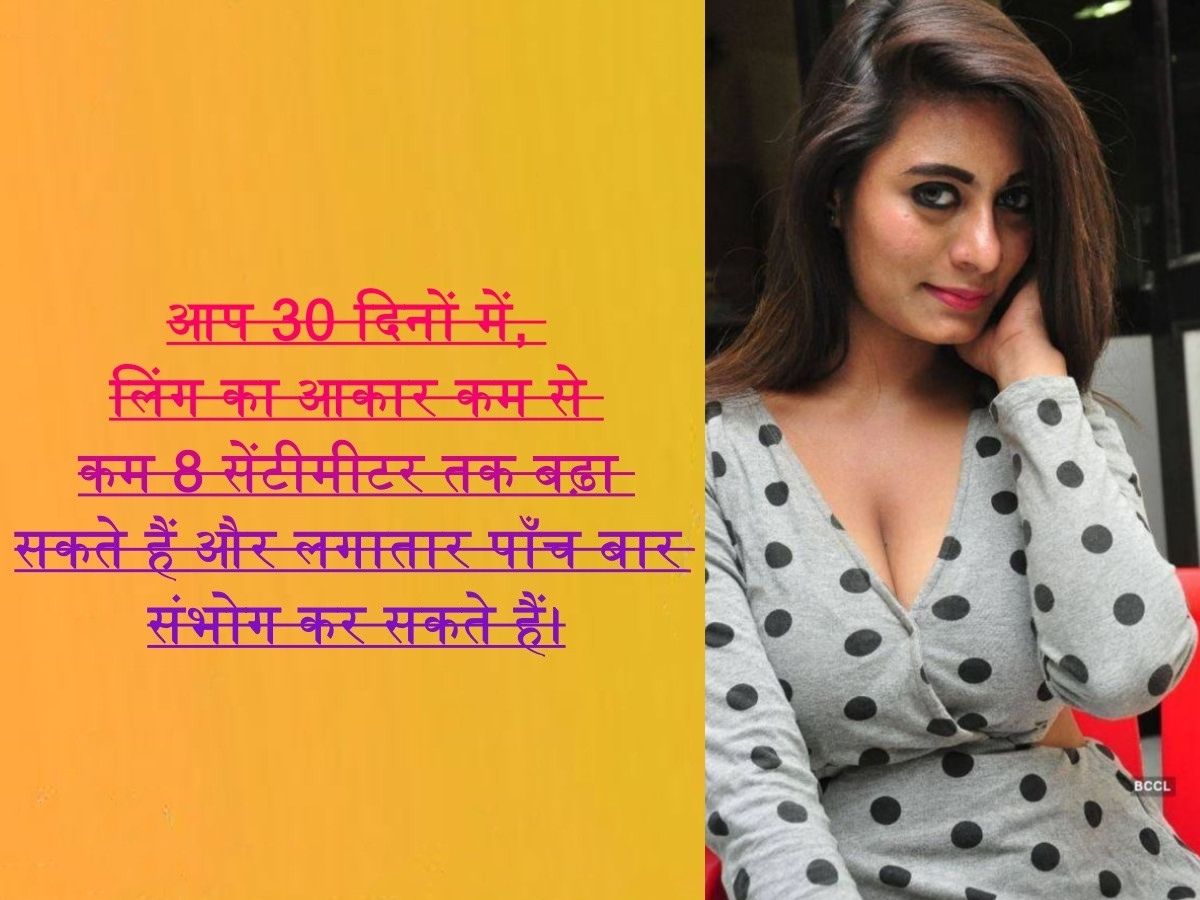 आप 30 दिनों में,
लिंग का आकार कम से
कम 8 सेंटीमीटर तक बढ़ा
सकते हैं और लगातार पाँच बार
संभोग कर सकते हैं।
BCCL